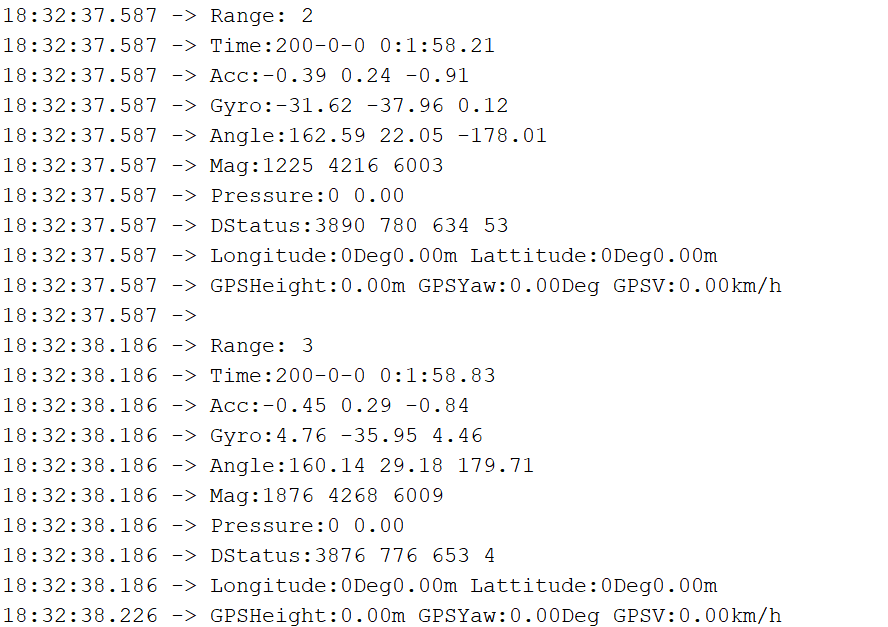 18:32:37.587 -> Range: 2
18:32:37.587 -> Time:200-0-0 0:1:58.21
18:32:37.587 -> Acc:-0.39 0.24 -0.91
18:32:37.587 -> Gyro:-31.62 -37.96 0.12
18:32:37.587 -> Angle:162.59 22.05 -178.01
18:32:37.587 -> Mag:1225 4216 6003
18:32:37.587 -> Pressure:0 0.00
18:32:37.587 -> DStatus:3890 780 634 53
18:32:37.587 -> Longitude:0Deg0.00m Lattitude:0Deg0.00m
18:32:37.587 -> GPSHeight:0.00m GPSYaw:0.00Deg GPSV:0.00km/h
18:32:37.587 ->
18:32:38.186 -> Range: 3
18:32:38.186 -> Time:200-0-0 0:1:58.83
18:32:38.186 -> Acc:-0.45 0.29 -0.84
18:32:38.186 -> Gyro:4.76 -35.95 4.46
18:32:38.186 -> Angle:160.14 29.18 179.71
18:32:38.186 -> Mag:1876 4268 6009
18:32:38.186 -> Pressure:0 0.00
18:32:38.186 -> DStatus:3876 776 653 4
18:32:38.186 -> Longitude:0Deg0.00m Lattitude:0Deg0.00m
18:32:38.226 -> GPSHeight:0.00m GPSYaw:0.00Deg GPSV:0.00km/h